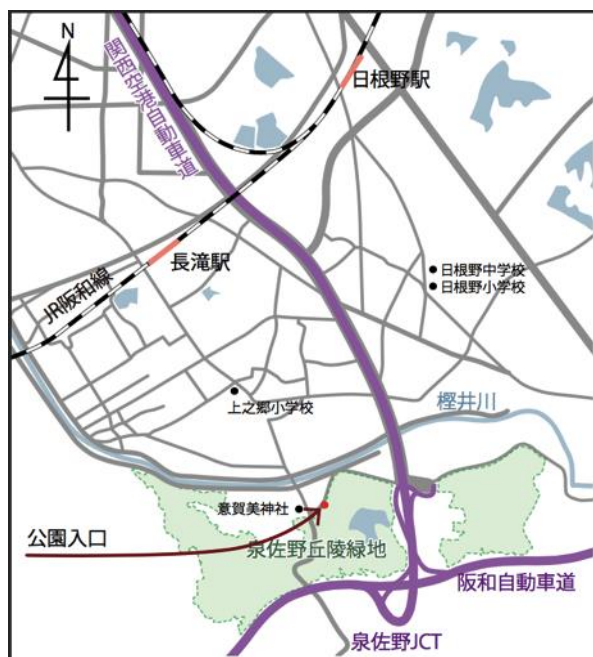 N
関西空港自動車道
日根野駅
長滝駅
JR阪和線
日根野中学校
日根野小学校
上之郷小学校
樫井川
意賀美神社
公園入口
泉佐野丘陵緑地
阪和自動車道
泉佐野JCT